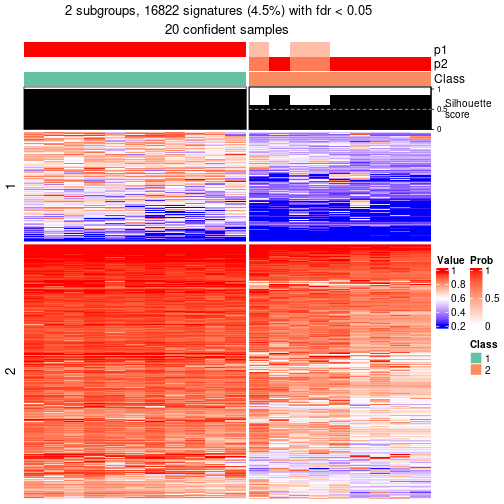 2 subgroups, 16822 signatures (4.5%) with fdr < 0.05
20 confident samples
p1
p2
Class
1
0.5
0
Silhouette
score
1
2
Value
1
0.8
0.6
0.4
0.2
Prob
1
0.5
0
Class
1
2